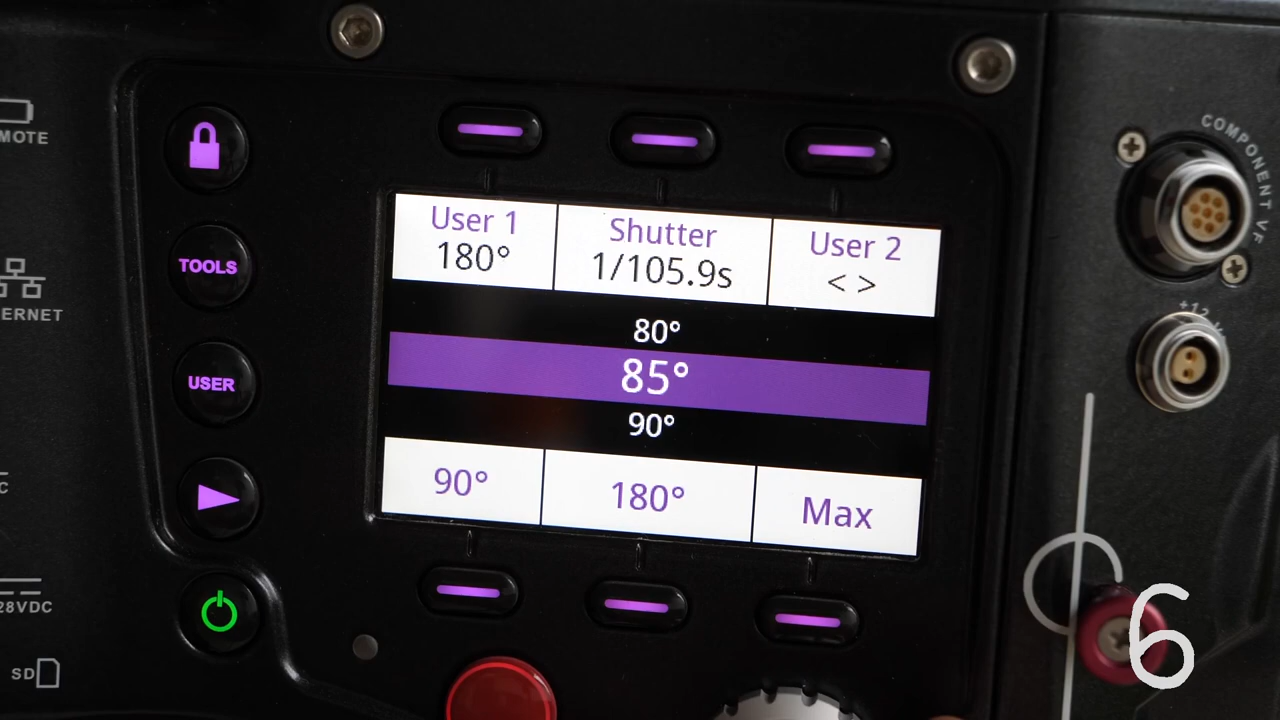 MOTE
COMPONENT VF
User 1
Shutter
User 2
180°
1/105.9s
< >
TOOLS
ERNET
80°
85°
90°
USER
90°
180°
Max
C
28VDC
SD
6